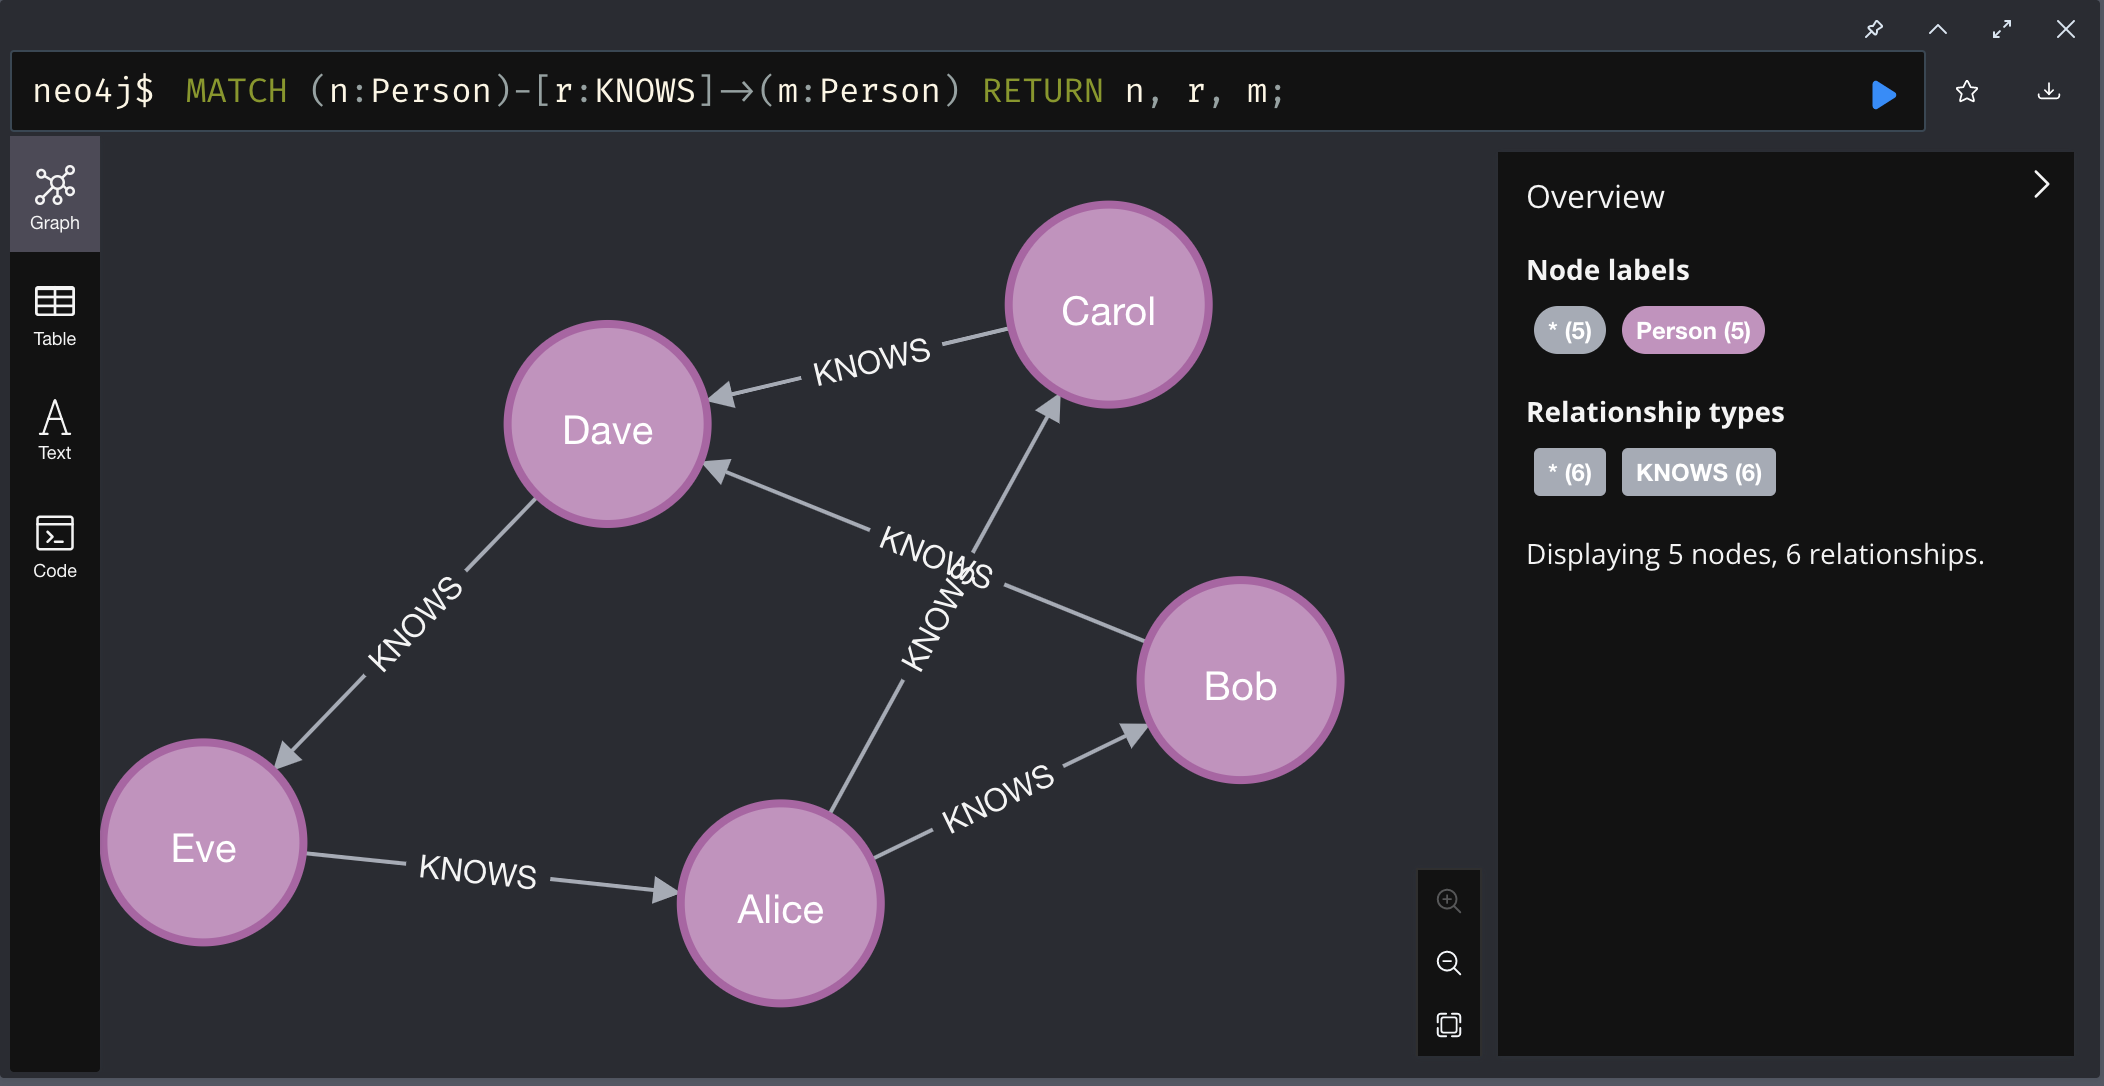 neo4j$ MATCH (n:Person)-[r:KNOWS]->(m:Person) RETURN n, r, m;
Graph
Table
Text
Code
Carol
KNOWS
Dave
KNOWS
KNOWS
KNOWS
Bob
KNOWS
Eve
KNOWS
Alice
Overview
Node labels
* (5) Person (5)
Relationship types
* (6) KNOWS (6)
Displaying 5 nodes, 6 relationships.